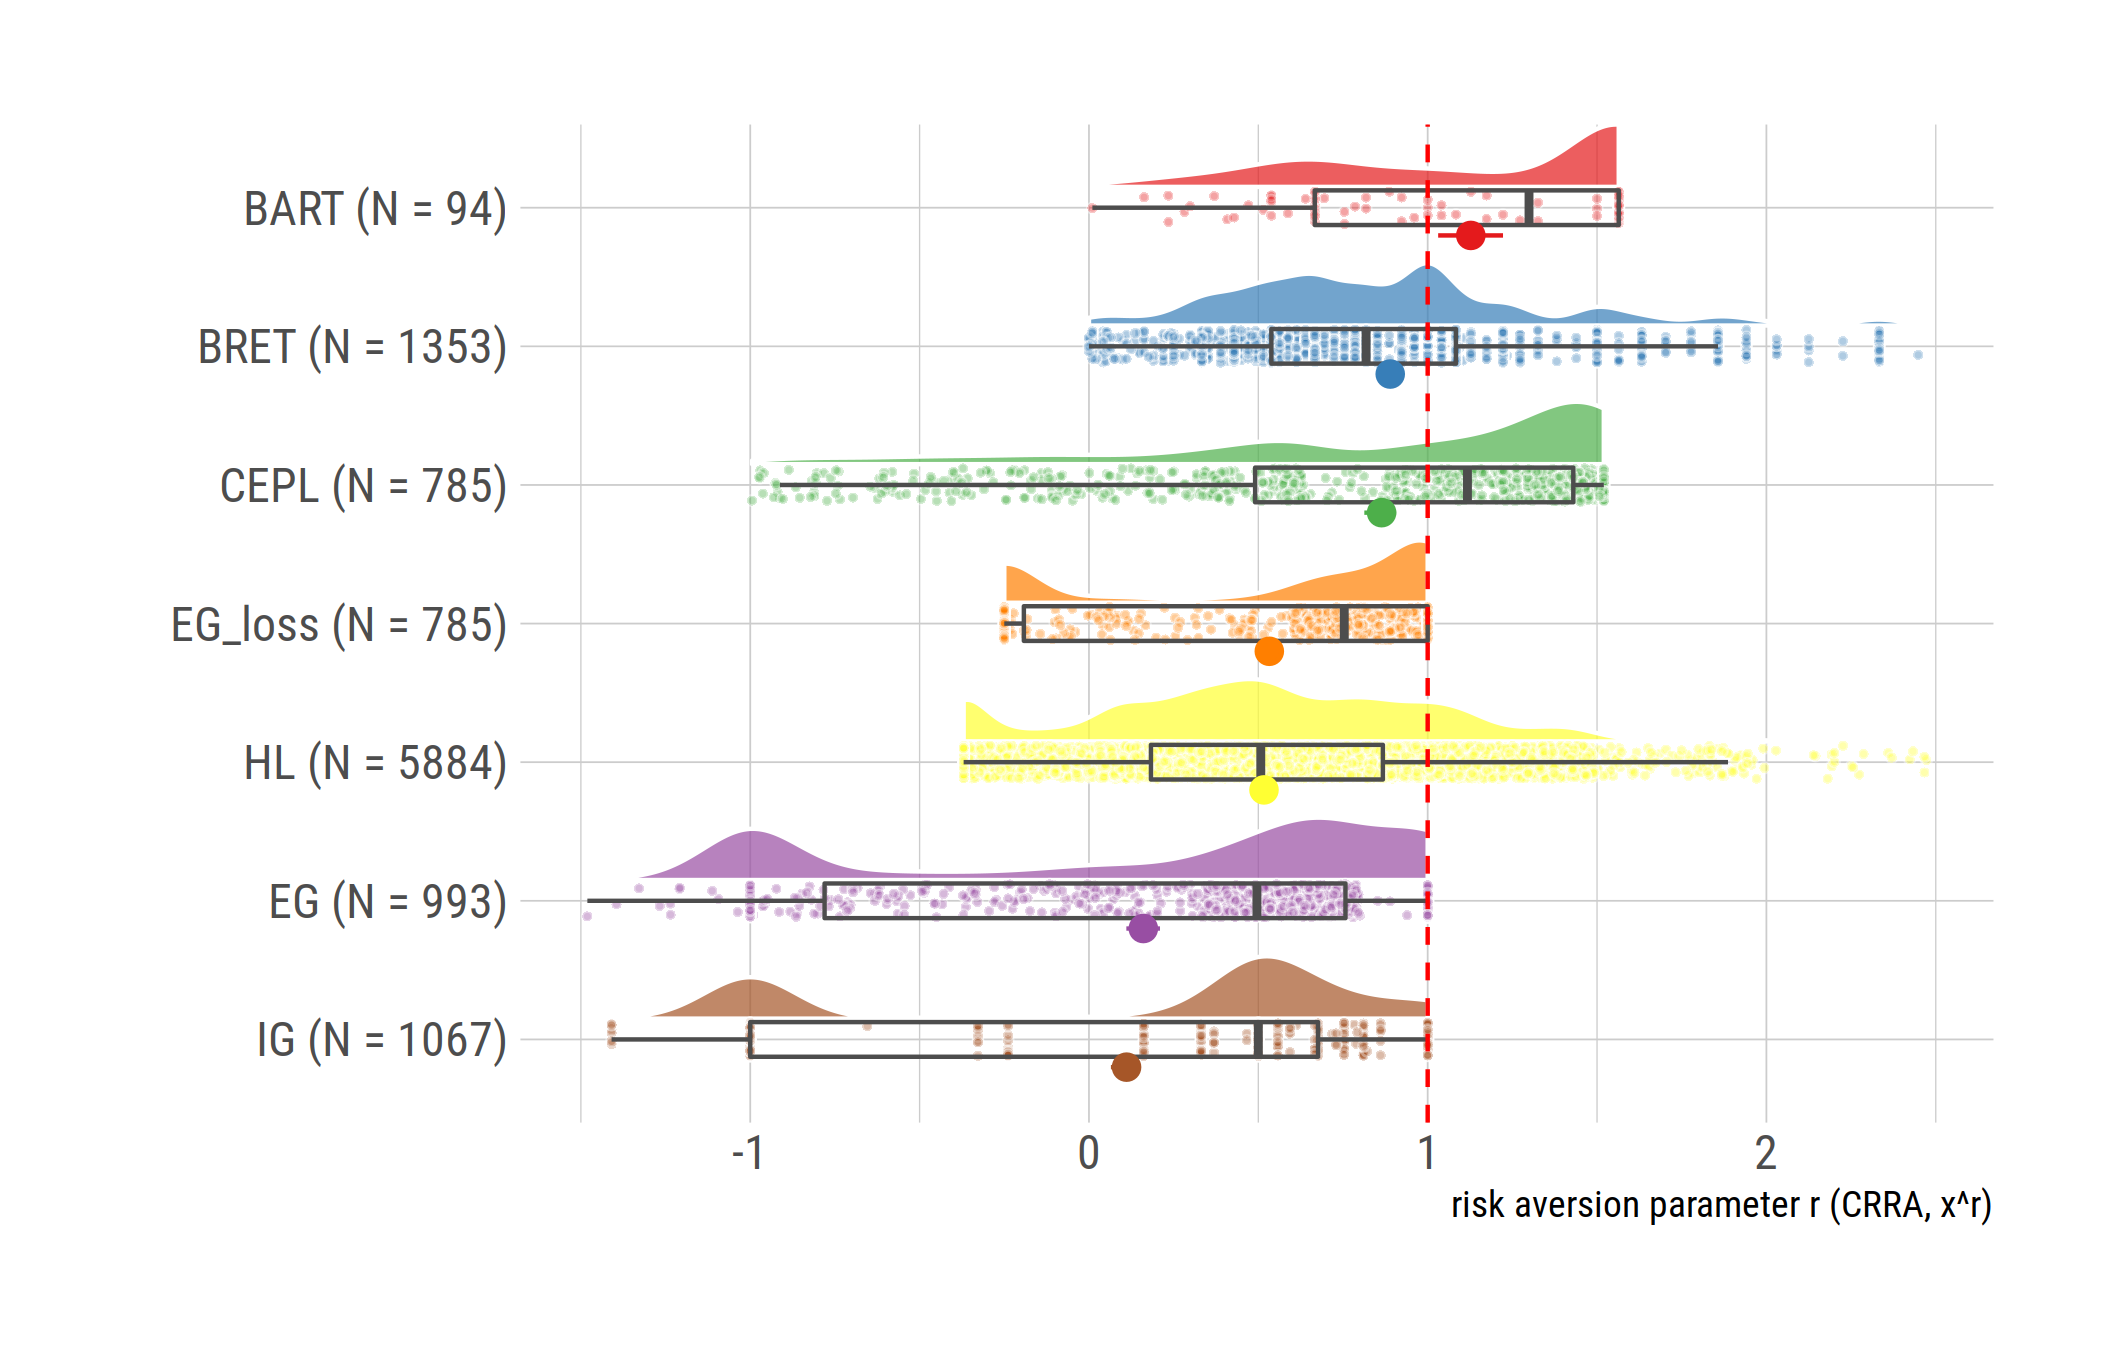 BART (N = 94)
BRET (N = 1353)
CEPL (N = 785)
EG_loss (N = 785)
HL (N = 5884)
EG (N = 993)
IG (N = 1067)
-1 0 1 2
risk aversion parameter r (CRRA, x^r)